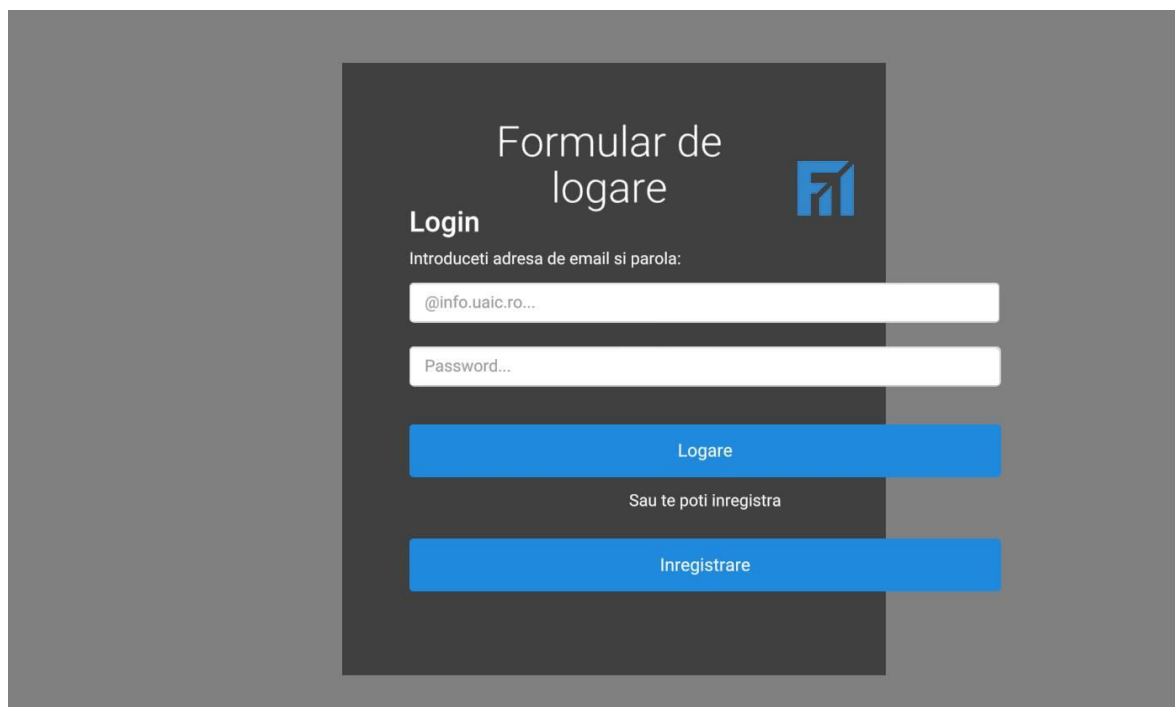 Formular de
logare
Login
Introduceti adresa de email si parola:
@info.uaic.ro...
Password...
Logare
Sau te poti inregistra
Inregistrare